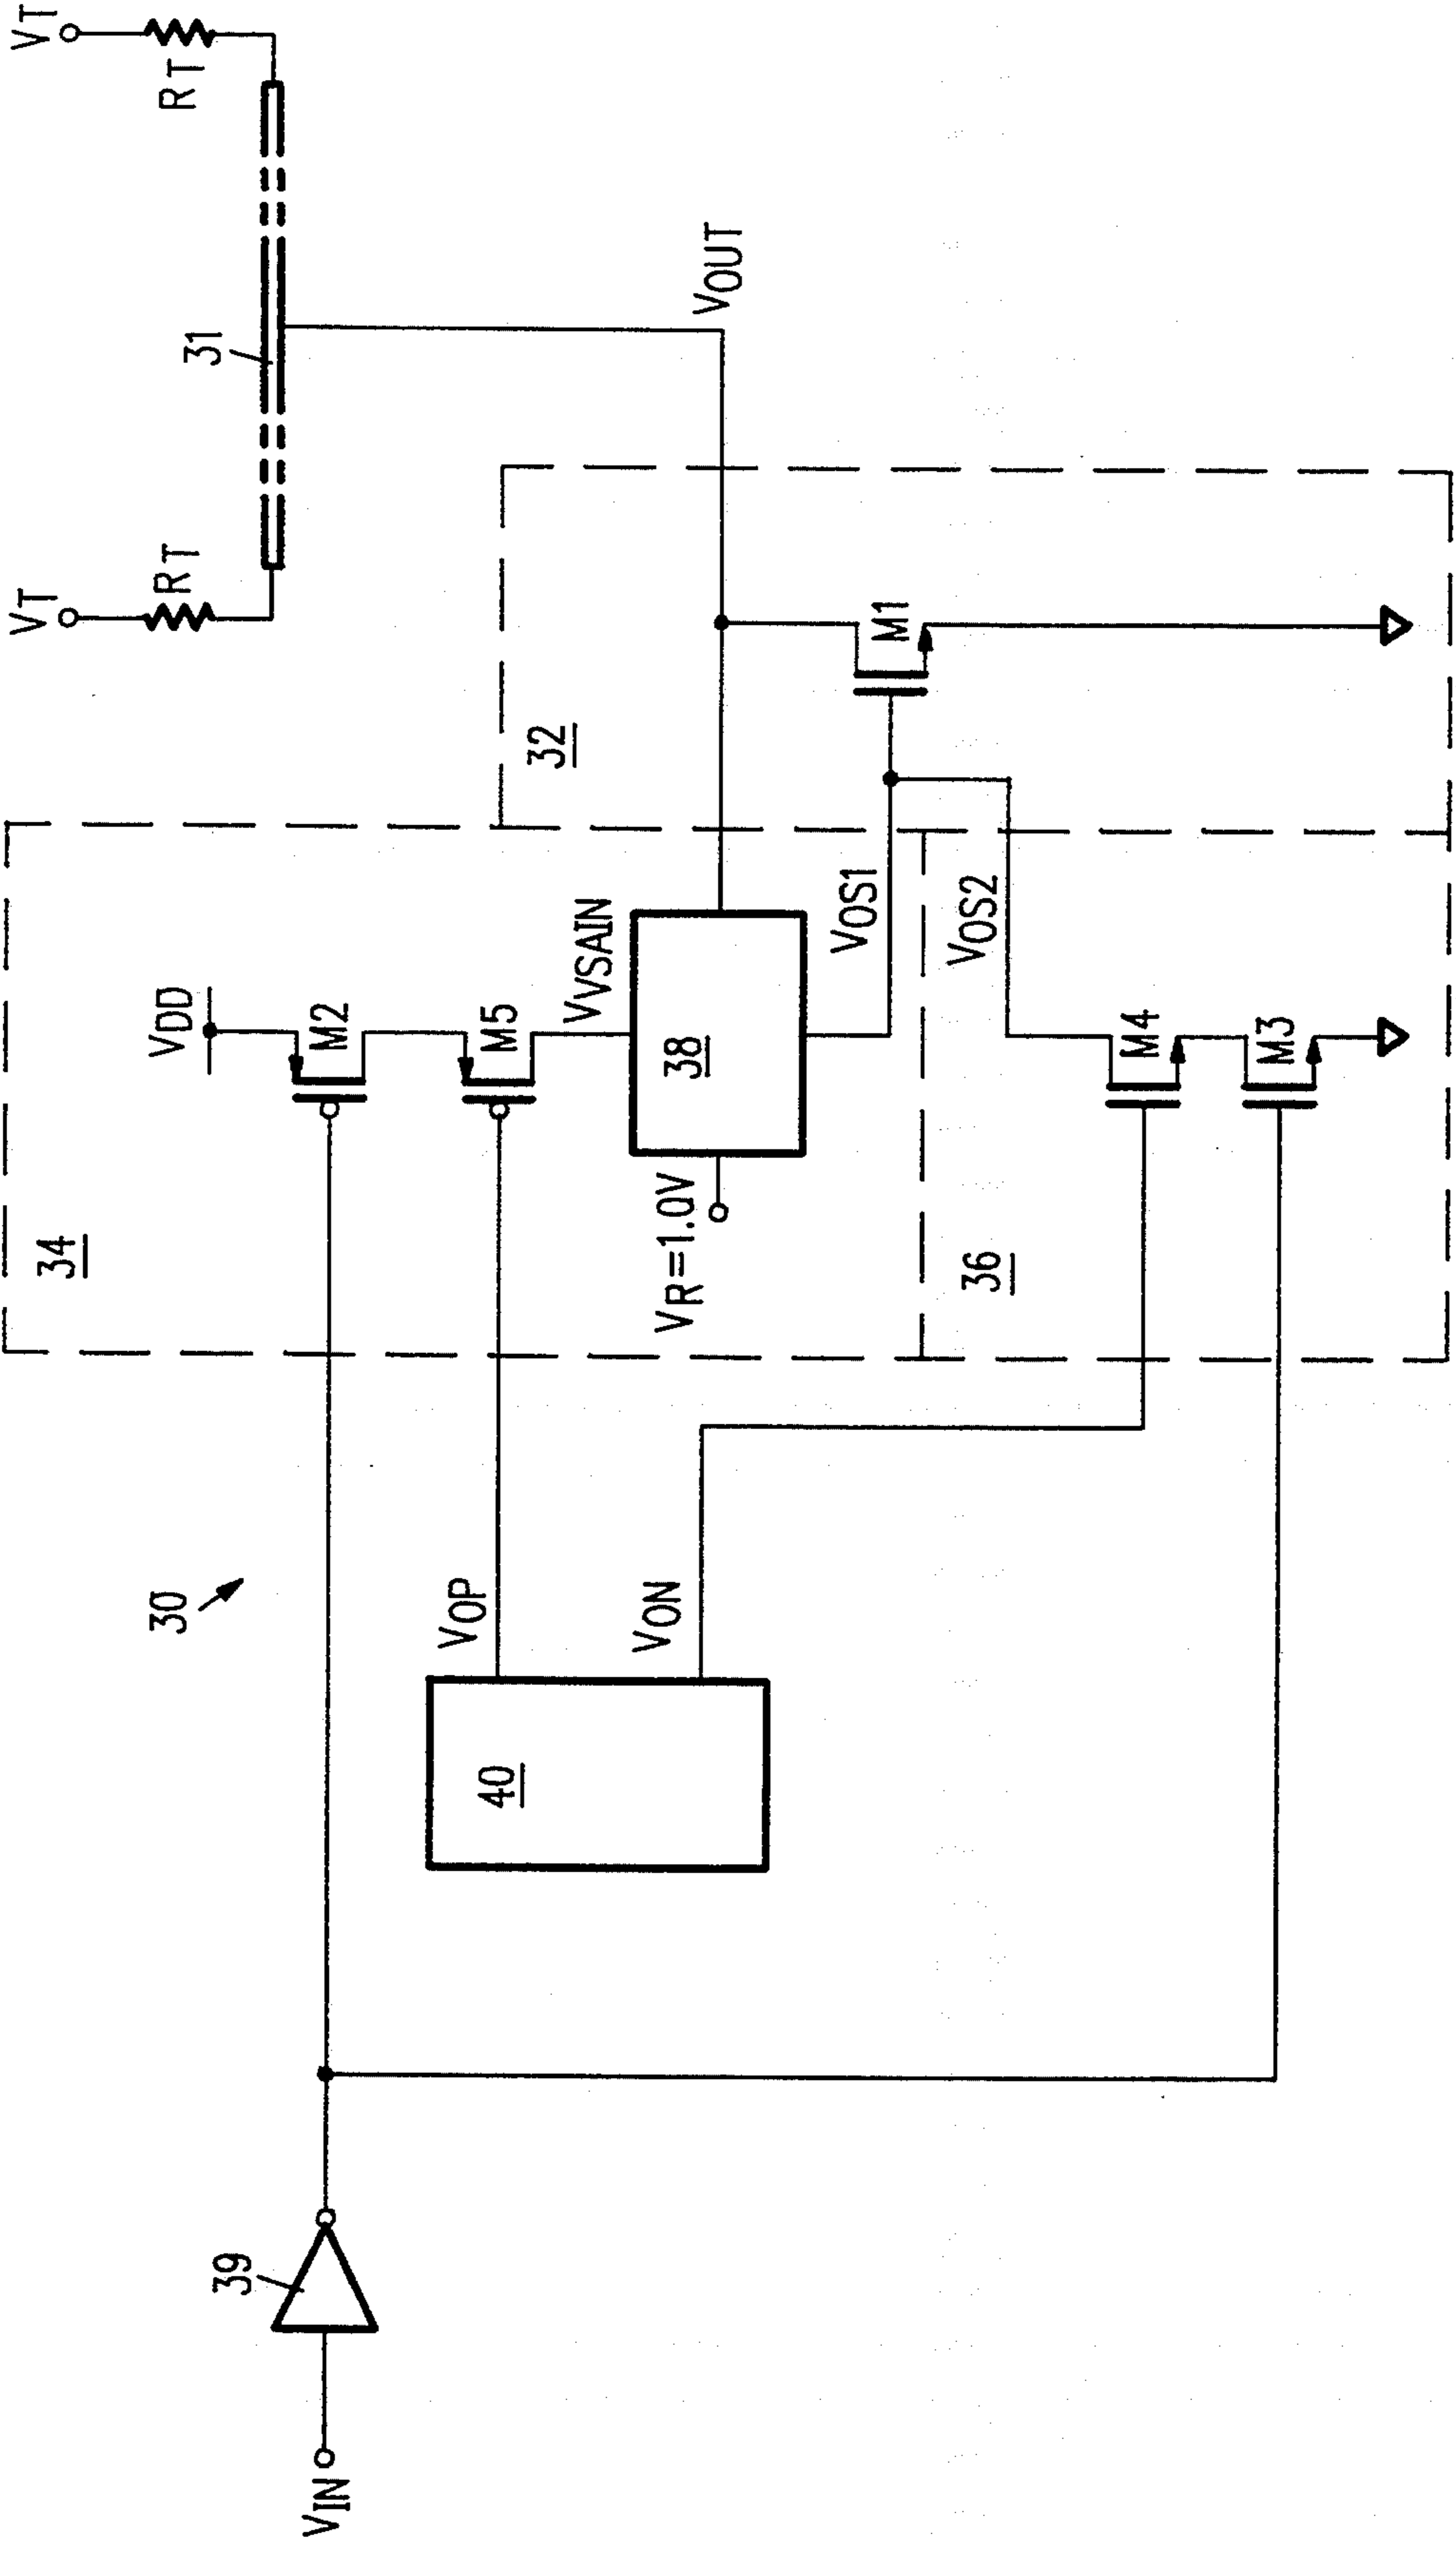 VT
VT
RT
RT
31
VOUT
VDD
34
M2
M5
VVSAIN
32
M1
38
VR=1.0V
VOS1
VOS2
36
M4
M3
30
VOP
VON
40
39
VIN